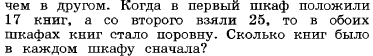 чем в другом. Когда в первый шкаф положили
17 книг, а со второго взяли 25, то в обоих
шкафах книг стало поровну. Сколько книг было
в каждом шкафу сначала?